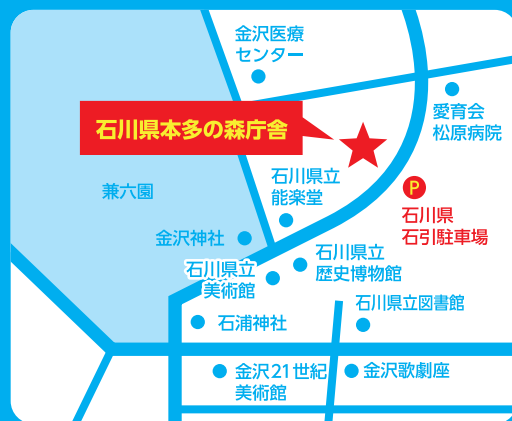 金沢医療
センター
愛育会
松原病院
石川県本多の森庁舎
石川県立
能楽堂
兼六園
P
石川県
石引駐車場
金沢神社
石川県立
歴史博物館
石川県立
美術館
石川県立図書館
石浦神社
金沢21世紀
美術館
金沢歌劇座